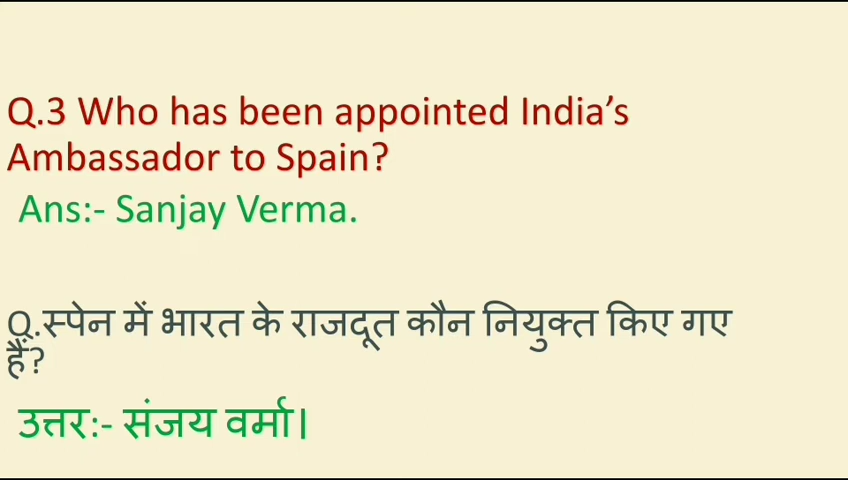 Q.3 Who has been appointed India’s
Ambassador to Spain?
Ans:- Sanjay Verma.
Q.स्पेन में भारत के राजदूत कौन नियुक्त किए गए
हैं?
उत्तर:- संजय वर्मा।